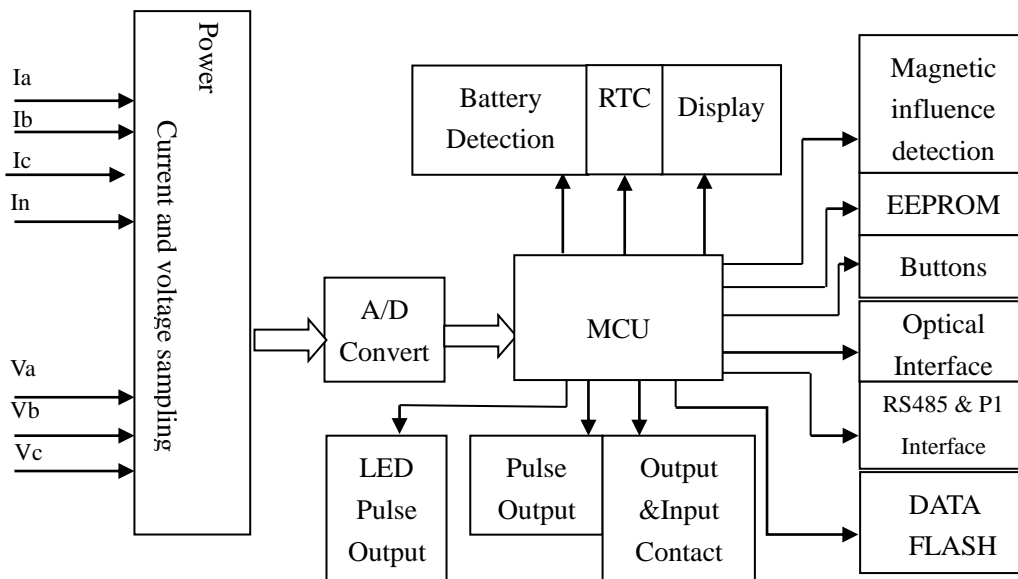 Ia
Ib
Ic
In
Va
Vb
Vc
Power
Current and voltage sampling
A/D
Convert
MCU
Battery
Detection
RTC
Display
Magnetic
influence
detection
EEPROM
Buttons
Optical
Interface
RS485 & P1
Interface
DATA
FLASH
LED
Pulse
Output
Pulse
Output
Output
&Input
Contact